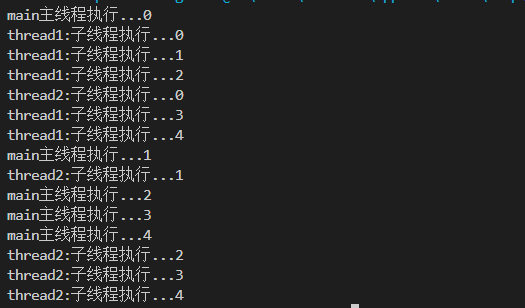 main主线程执行...0
thread1:子线程执行...0
thread1:子线程执行...1
thread1:子线程执行...2
thread2:子线程执行...0
thread1:子线程执行...3
thread1:子线程执行...4
main主线程执行...1
thread2:子线程执行...1
main主线程执行...2
main主线程执行...3
main主线程执行...4
thread2:子线程执行...2
thread2:子线程执行...3
thread2:子线程执行...4